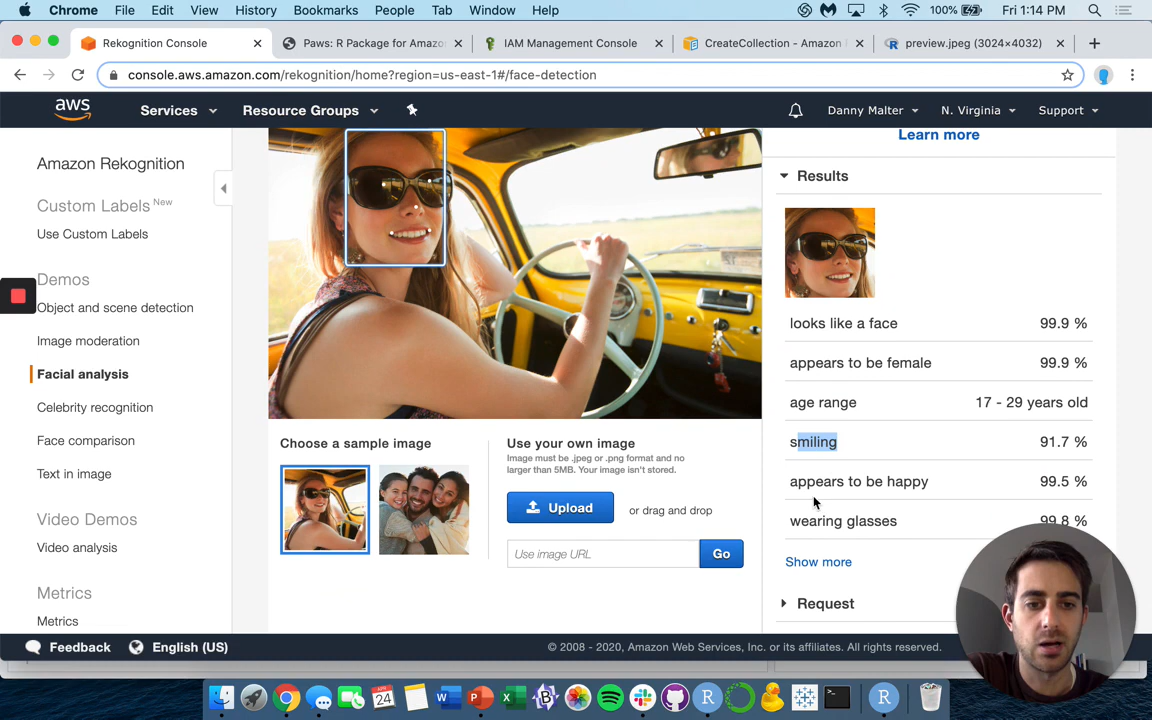 Chrome File Edit View History Bookmarks People Tab Window Help 100% Fri 1:14 PM
Rekognition Console Paws: R Package for Amazo IAM Management Console CreateCollection - Amazon preview.jpeg (3024×4032)
console.aws.amazon.com/rekognition/home?region=us-east-1#/face-detection
aws Services Resource Groups Danny Malter N. Virginia Support
Learn more
Amazon Rekognition
Custom Labels New
Use Custom Labels
Demos
Object and scene detection
Image moderation
Facial analysis
Celebrity recognition
Face comparison
Text in image
Video Demos
Video analysis
Metrics
Metrics
Choose a sample image
Use your own image
Image must be .jpeg or .png format and no
larger than 5MB. Your image isn't stored.
Upload or drag and drop
Use image URL Go
Results
looks like a face 99.9 %
appears to be female 99.9 %
age range 17 - 29 years old
smiling 91.7 %
appears to be happy 99.5 %
wearing glasses 99.8 %
Show more
Request
Feedback English (US) © 2008 - 2020, Amazon Web Services, Inc. or its affiliates. All rights reserved.
APR
24